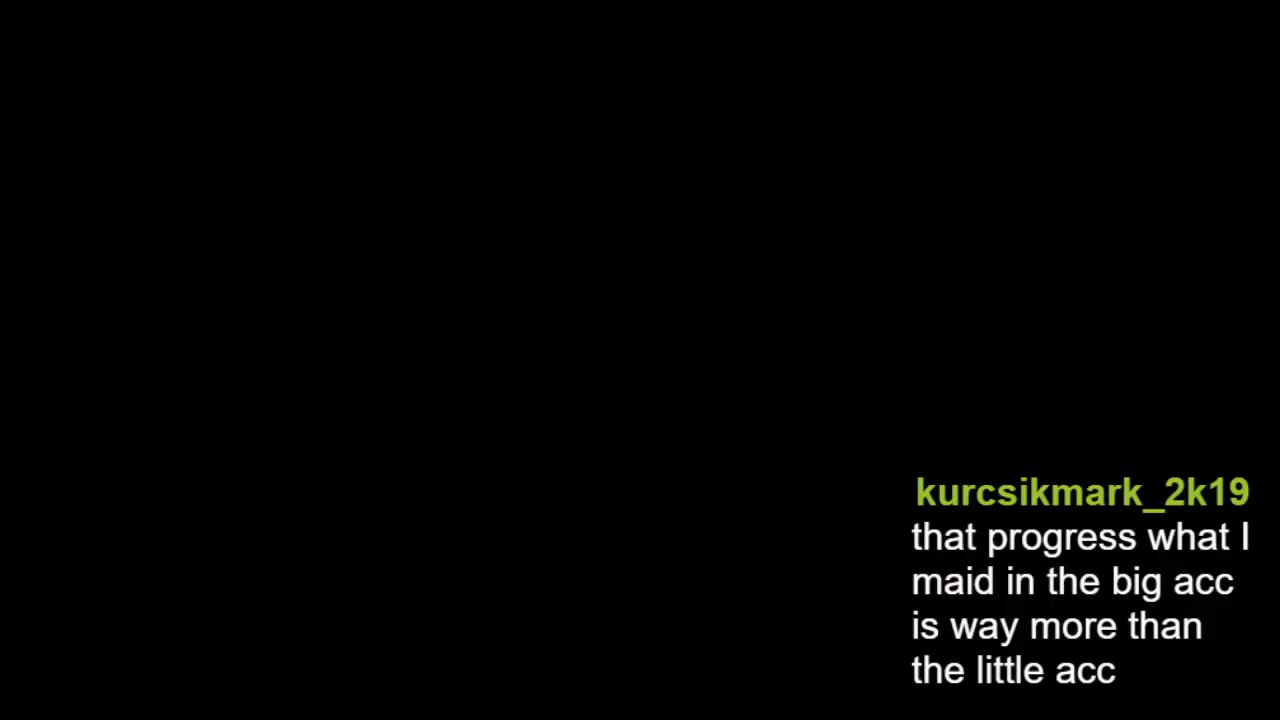 kurcsikmark_2k19
that progress what I
maid in the big acc
is way more than
the little acc